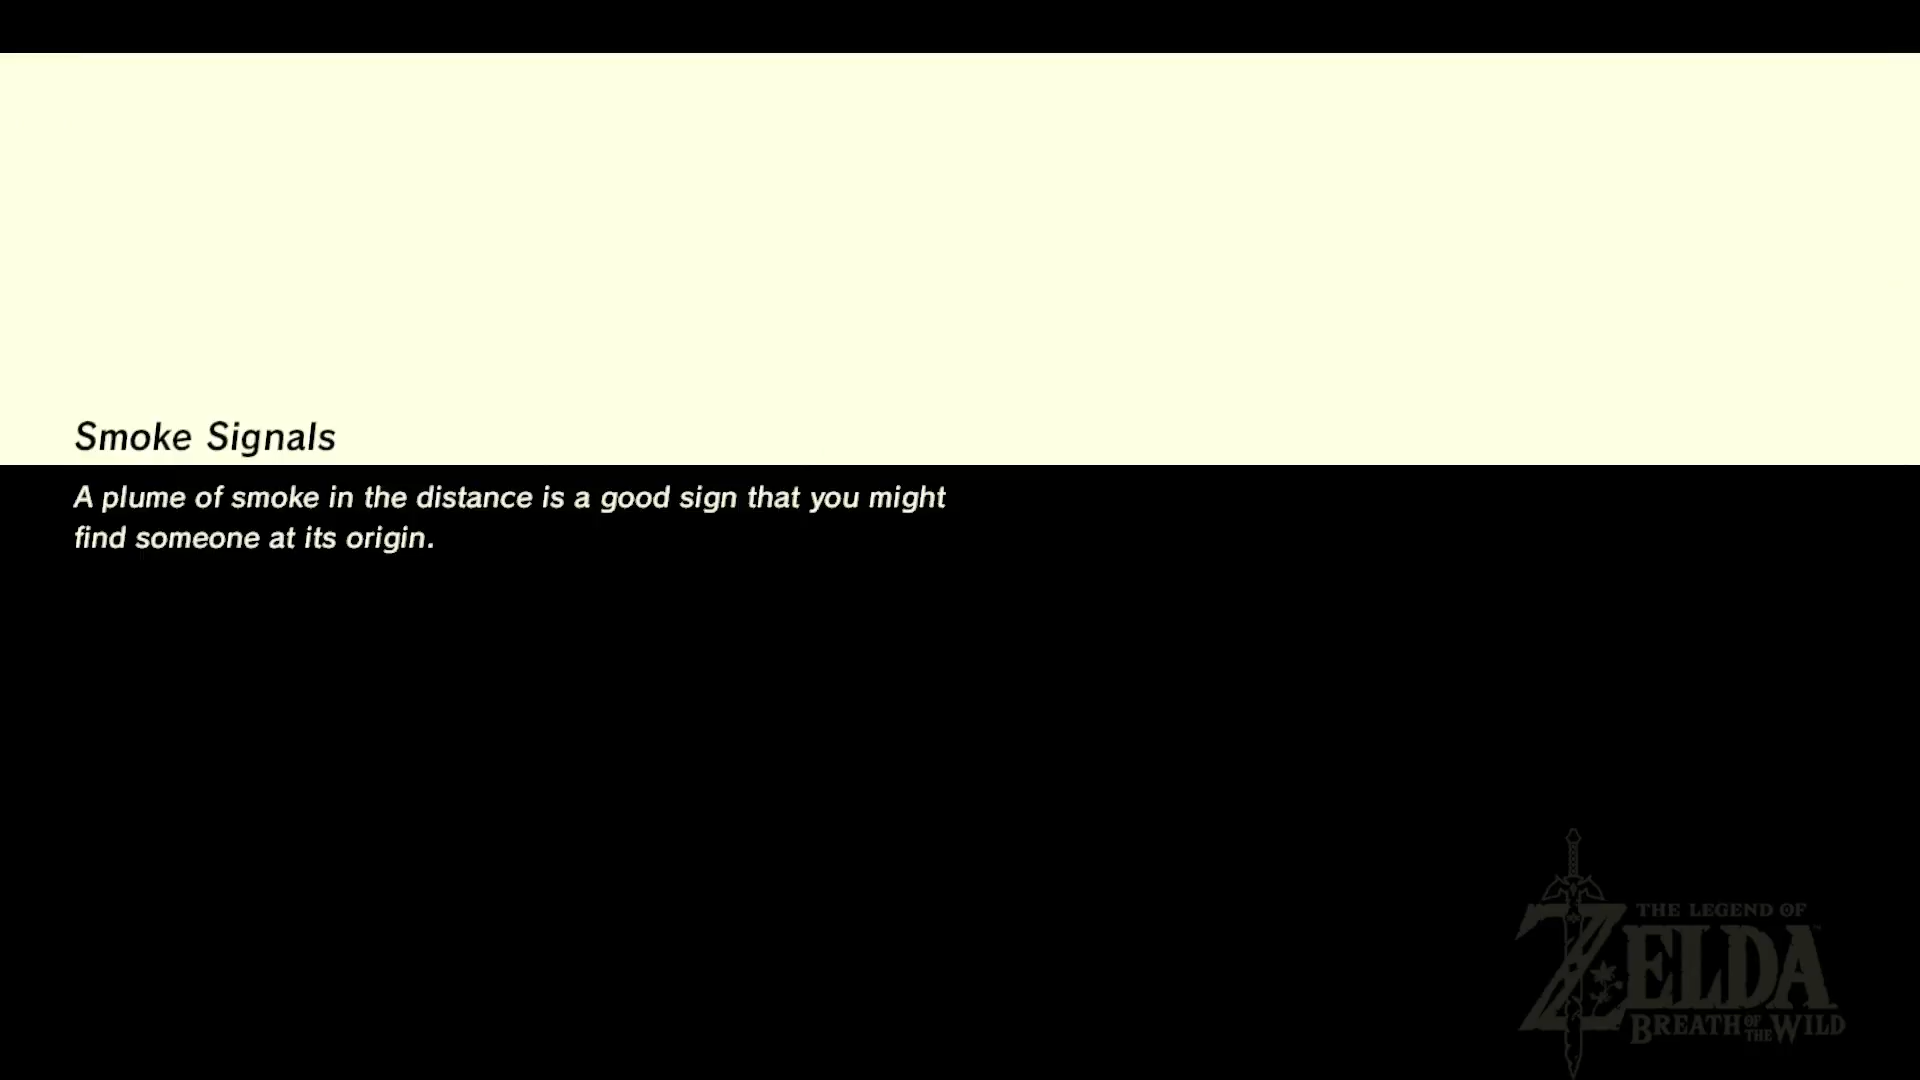 Smoke Signals
A plume of smoke in the distance is a good sign that you might
find someone at its origin.
THE LEGEND OF
ZELDA
BREATH OF THE WILD